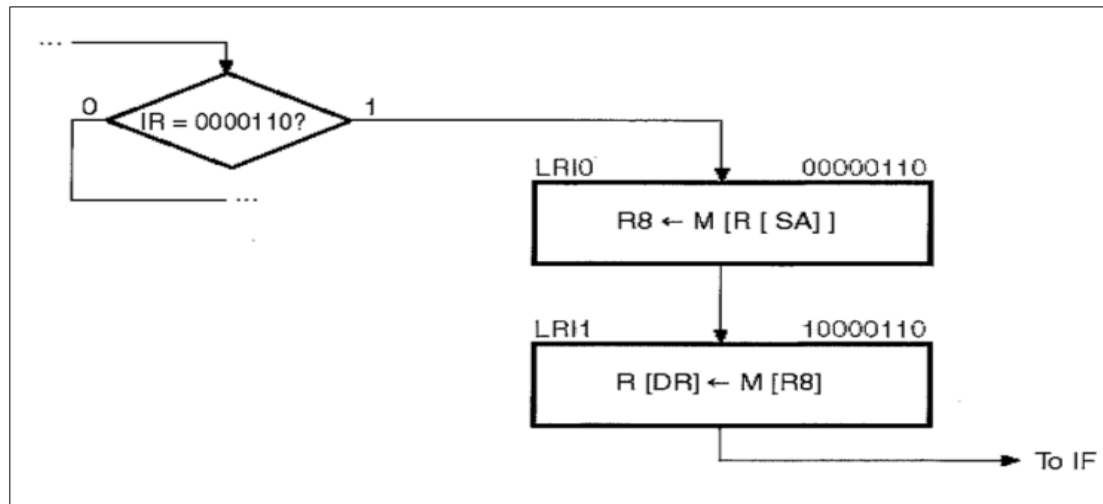 ...
0
IR = 0000110?
1
...
LRI0 00000110
R8 ← M [R [ SA] ]
LRI1 10000110
R [DR] ← M [R8]
To IF